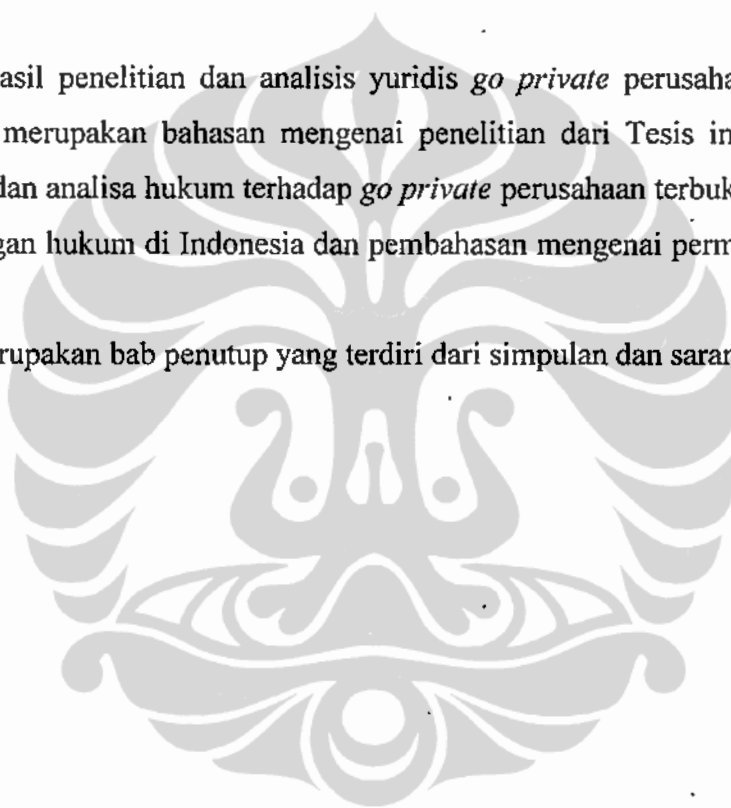 asil penelitian dan analisis yuridis go private perusaha
merupakan bahasan mengenai penelitian dari Tesis in
dan analisa hukum terhadap go private perusahaan terbuk
gan hukum di Indonesia dan pembahasan mengenai perm
rupakan bab penutup yang terdiri dari simpulan dan saran